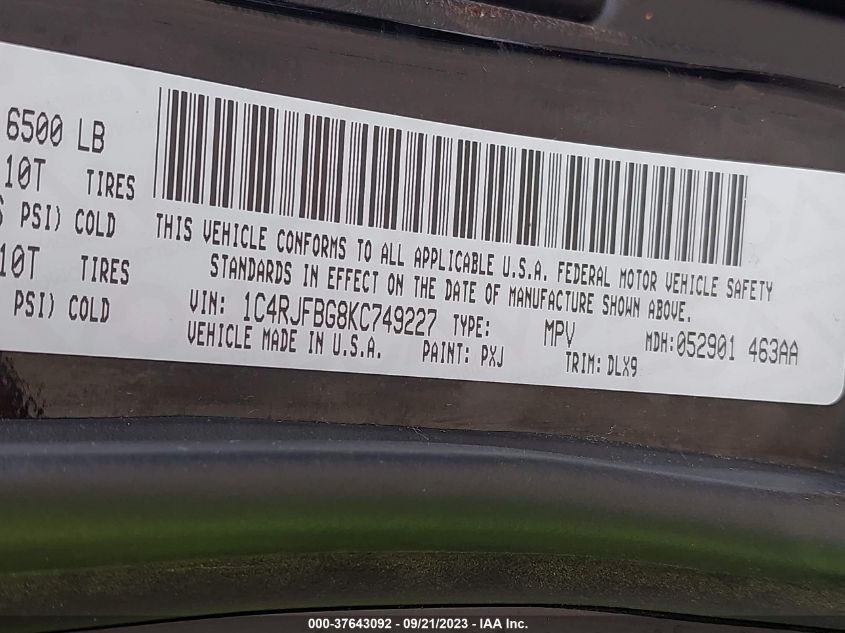 6500 LB
10T TIRES
PSI) COLD
10T TIRES
PSI) COLD
THIS VEHICLE CONFORMS TO ALL APPLICABLE U.S.A. FEDERAL MOTOR VEHICLE SAFETY
STANDARDS IN EFFECT ON THE DATE OF MANUFACTURE SHOWN ABOVE.
VIN: 1C4RJFBG8KC749227 TYPE: MPV MDH:052901 463AA
VEHICLE MADE IN U.S.A. PAINT: PXJ TRIM: DLX9
000-37643092 - 09/21/2023 - IAA Inc.